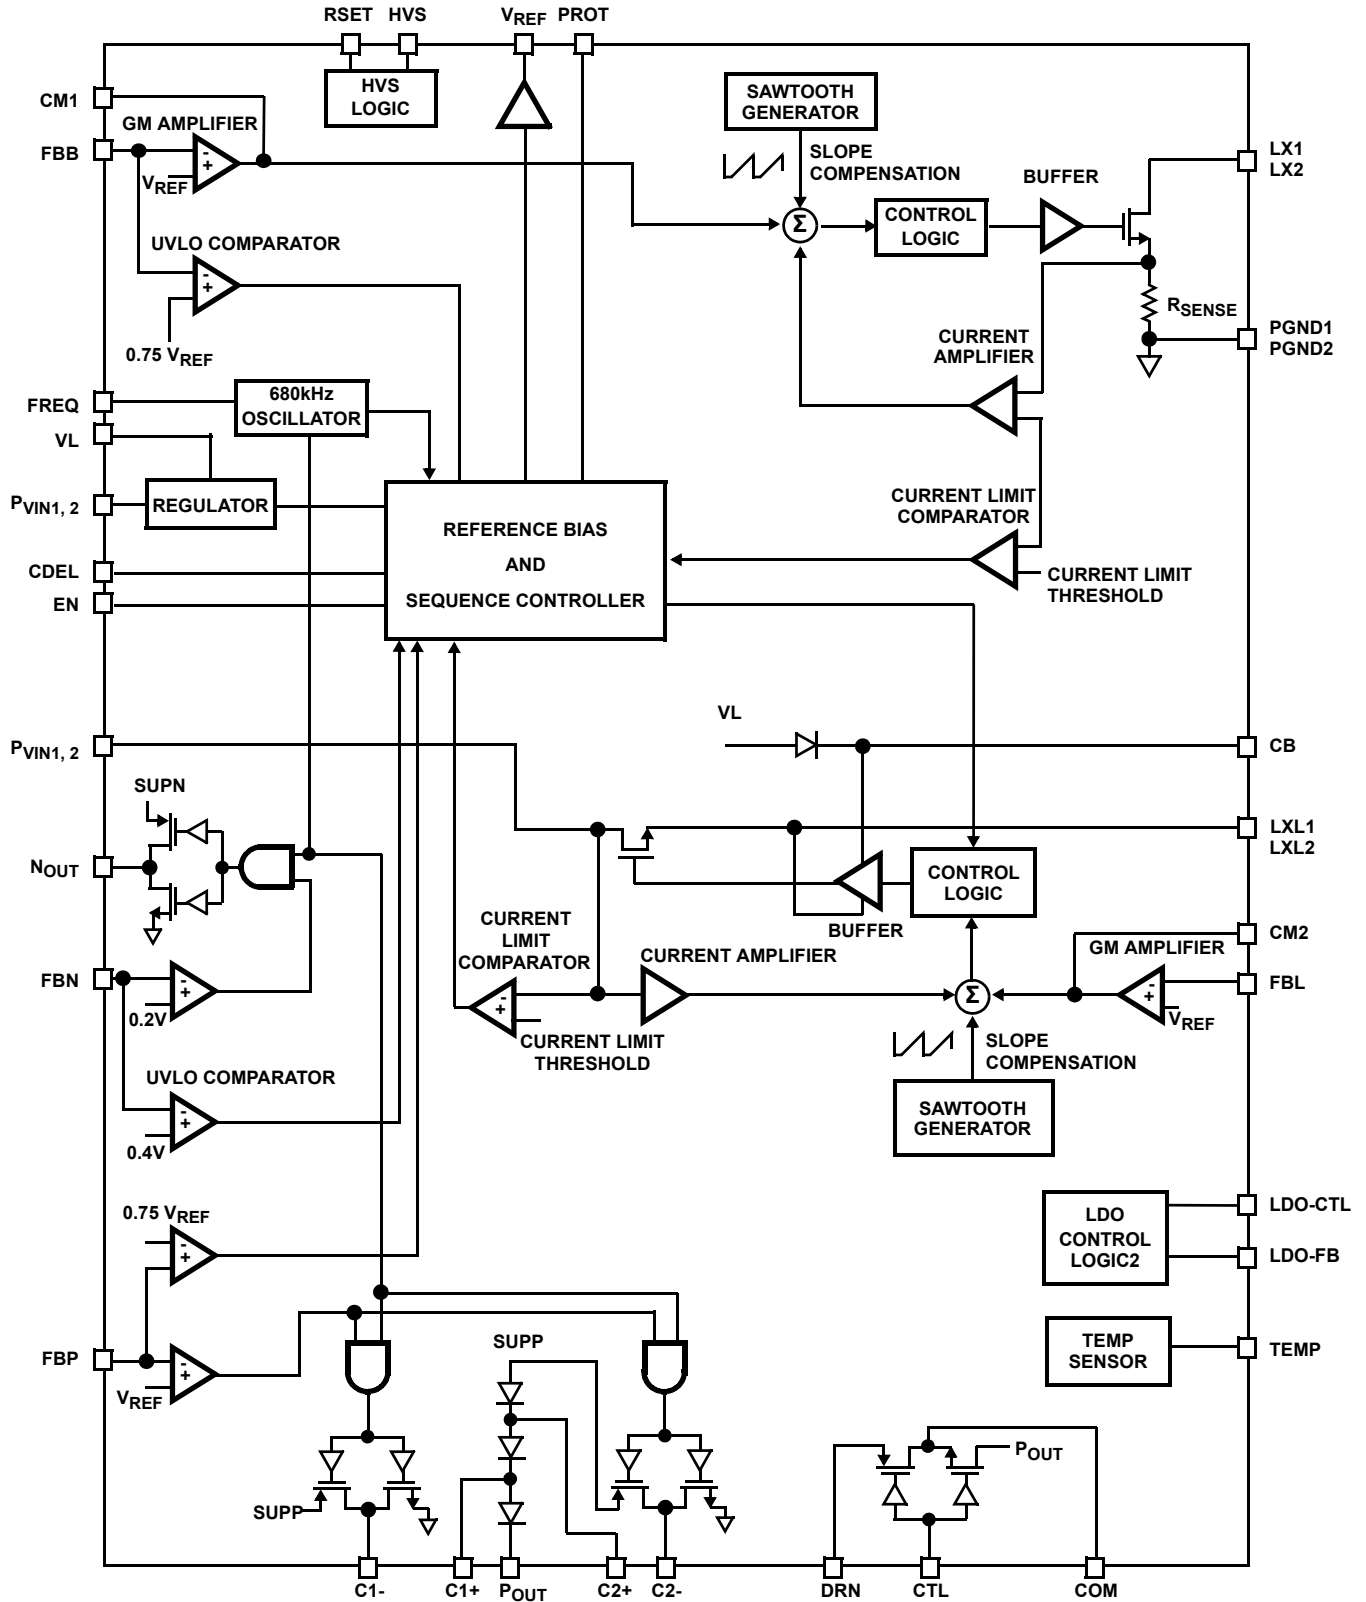 RSET HVS VREF PROT
HVS
LOGIC
SAWTOOTH
GENERATOR
CM1
GM AMPLIFIER
FBB
-
+
VREF
SLOPE
COMPENSATION
BUFFER
LX1
LX2
Σ
CONTROL
LOGIC
UVLO COMPARATOR
-
+
0.75 VREF
RSENSE
CURRENT
AMPLIFIER
PGND1
PGND2
FREQ
680kHz
OSCILLATOR
VL
PVIN1, 2
REGULATOR
CURRENT LIMIT
COMPARATOR
REFERENCE BIAS
AND
SEQUENCE CONTROLLER
CDEL
EN
CURRENT LIMIT
THRESHOLD
VL
PVIN1, 2
CB
SUPN
LXL1
LXL2
NOUT
CONTROL
LOGIC
BUFFER
CURRENT
LIMIT
COMPARATOR
CURRENT AMPLIFIER
GM AMPLIFIER
CM2
FBN
-
+
0.2V
+
-
Σ
-
+
FBL
VREF
CURRENT LIMIT
THRESHOLD
SLOPE
COMPENSATION
UVLO COMPARATOR
-
+
0.4V
SAWTOOTH
GENERATOR
0.75 VREF
-
+
LDO
CONTROL
LOGIC2
LDO-CTL
LDO-FB
FBP
-
+
VREF
SUPP
TEMP
SENSOR
TEMP
SUPP
POUT
C1- C1+ POUT C2+ C2- DRN CTL COM